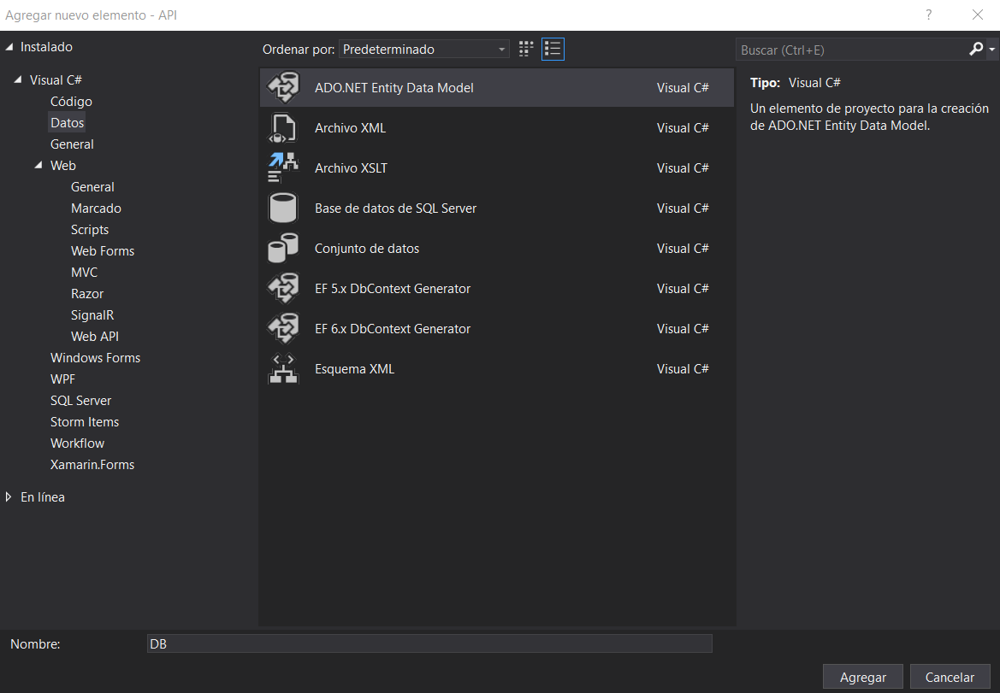 Agregar nuevo elemento - API
?
Instalado
Visual C#
Código
Datos
General
Web
General
Marcado
Scripts
Web Forms
MVC
Razor
SignalR
Web API
Windows Forms
WPF
SQL Server
Storm Items
Workflow
Xamarin.Forms
En línea
Ordenar por: Predeterminado
ADO.NET Entity Data Model Visual C#
Archivo XML Visual C#
Archivo XSLT Visual C#
Base de datos de SQL Server Visual C#
Conjunto de datos Visual C#
EF 5.x DbContext Generator Visual C#
EF 6.x DbContext Generator Visual C#
Esquema XML Visual C#
Buscar (Ctrl+E)
Tipo: Visual C#
Un elemento de proyecto para la creación
de ADO.NET Entity Data Model.
Nombre: DB
Agregar Cancelar